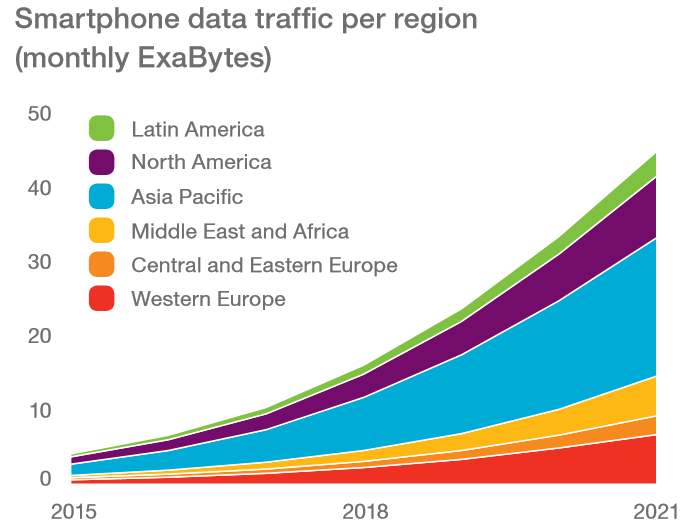 Smartphone data traffic per region
(monthly ExaBytes)
50
Latin America
North America
40
Asia Pacific
Middle East and Africa
30
Central and Eastern Europe
Western Europe
20
10
0
2015
2018
2021